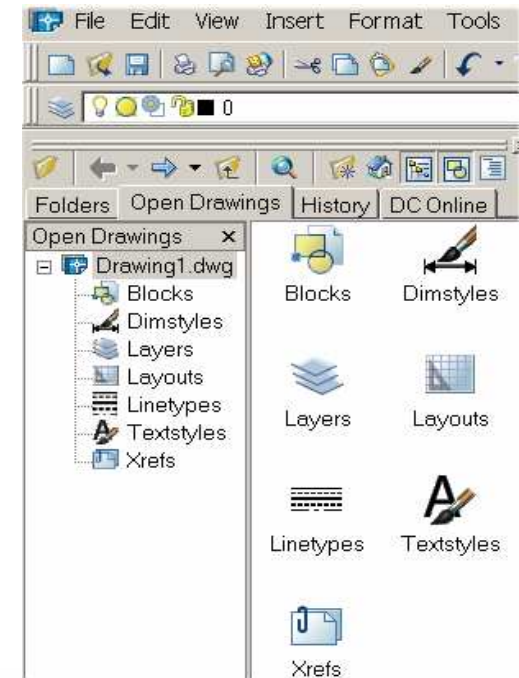 File Edit View Insert Format Tools
0
Folders Open Drawings History DC Online
Open Drawings x
Drawing1.dwg
Blocks
Dimstyles
Layers
Layouts
Linetypes
Textstyles
Xrefs
Blocks Dimstyles
Layers Layouts
Linetypes Textstyles
Xrefs